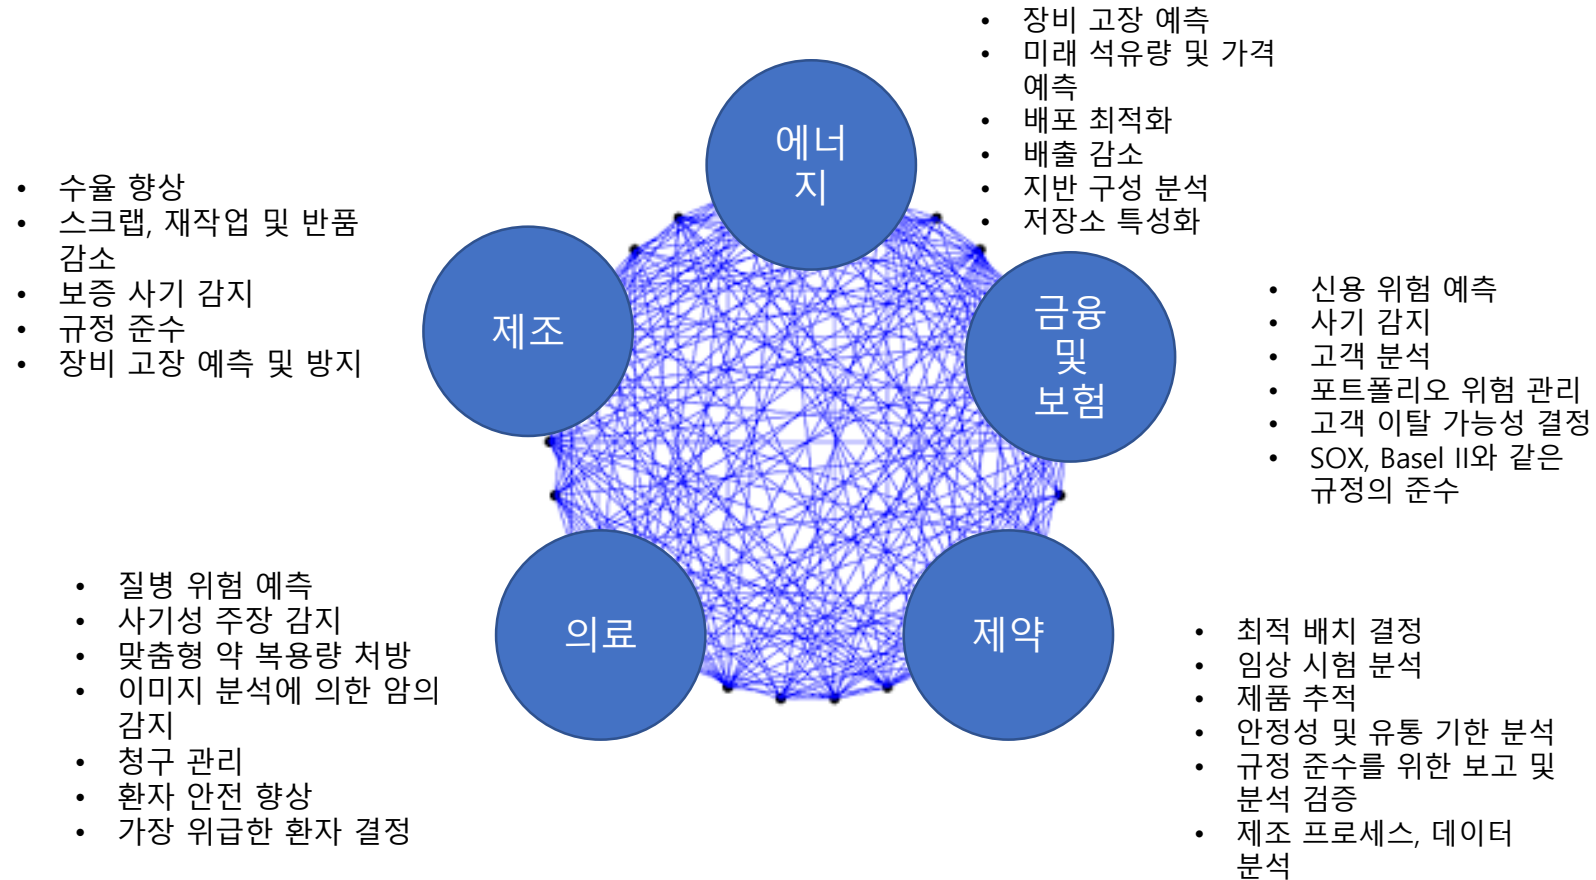 • 장비 고장 예측
• 미래 석유량 및 가격
예측
• 배포 최적화
• 배출 감소
• 지반 구성 분석
• 저장소 특성화
에너
지
• 수율 향상
• 스크랩, 재작업 및 반품
감소
• 보증 사기 감지
• 규정 준수
• 장비 고장 예측 및 방지
제조
금융
및
보험
• 신용 위험 예측
• 사기 감지
• 고객 분석
• 포트폴리오 위험 관리
• 고객 이탈 가능성 결정
• SOX, Basel II와 같은
규정의 준수
• 질병 위험 예측
• 사기성 주장 감지
• 맞춤형 약 복용량 처방
• 이미지 분석에 의한 암의
감지
• 청구 관리
• 환자 안전 향상
• 가장 위급한 환자 결정
의료
제약
• 최적 배치 결정
• 임상 시험 분석
• 제품 추적
• 안정성 및 유통 기한 분석
• 규정 준수를 위한 보고 및
분석 검증
• 제조 프로세스, 데이터
분석